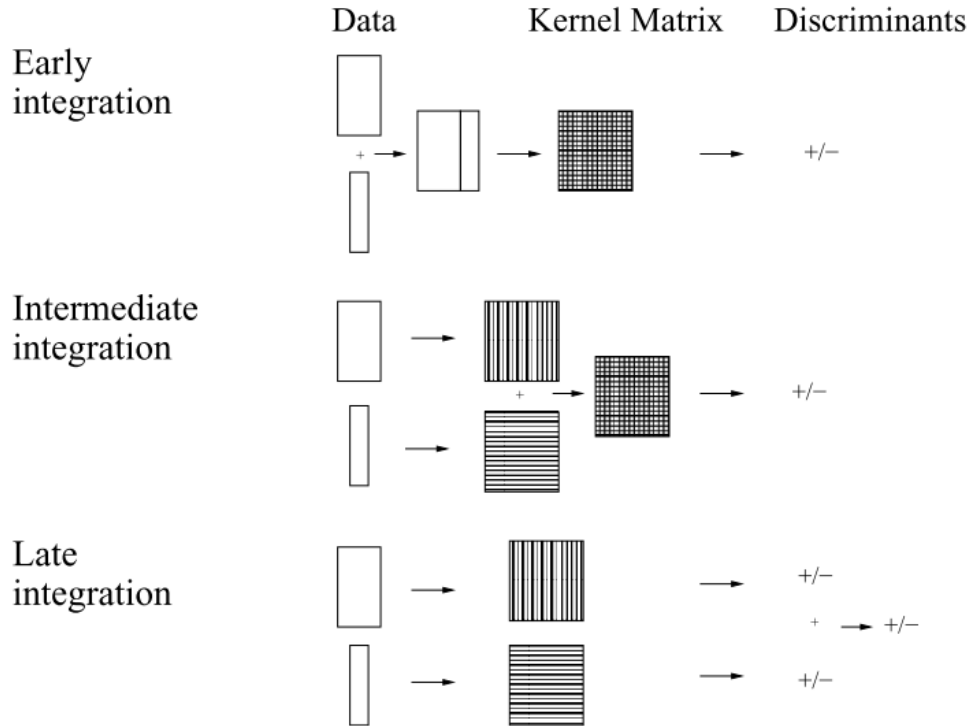 Data Kernel Matrix Discriminants
Early
integration
+
+/−
Intermediate
integration
+
+/−
Late
integration
+/−
+ +/−
+/−